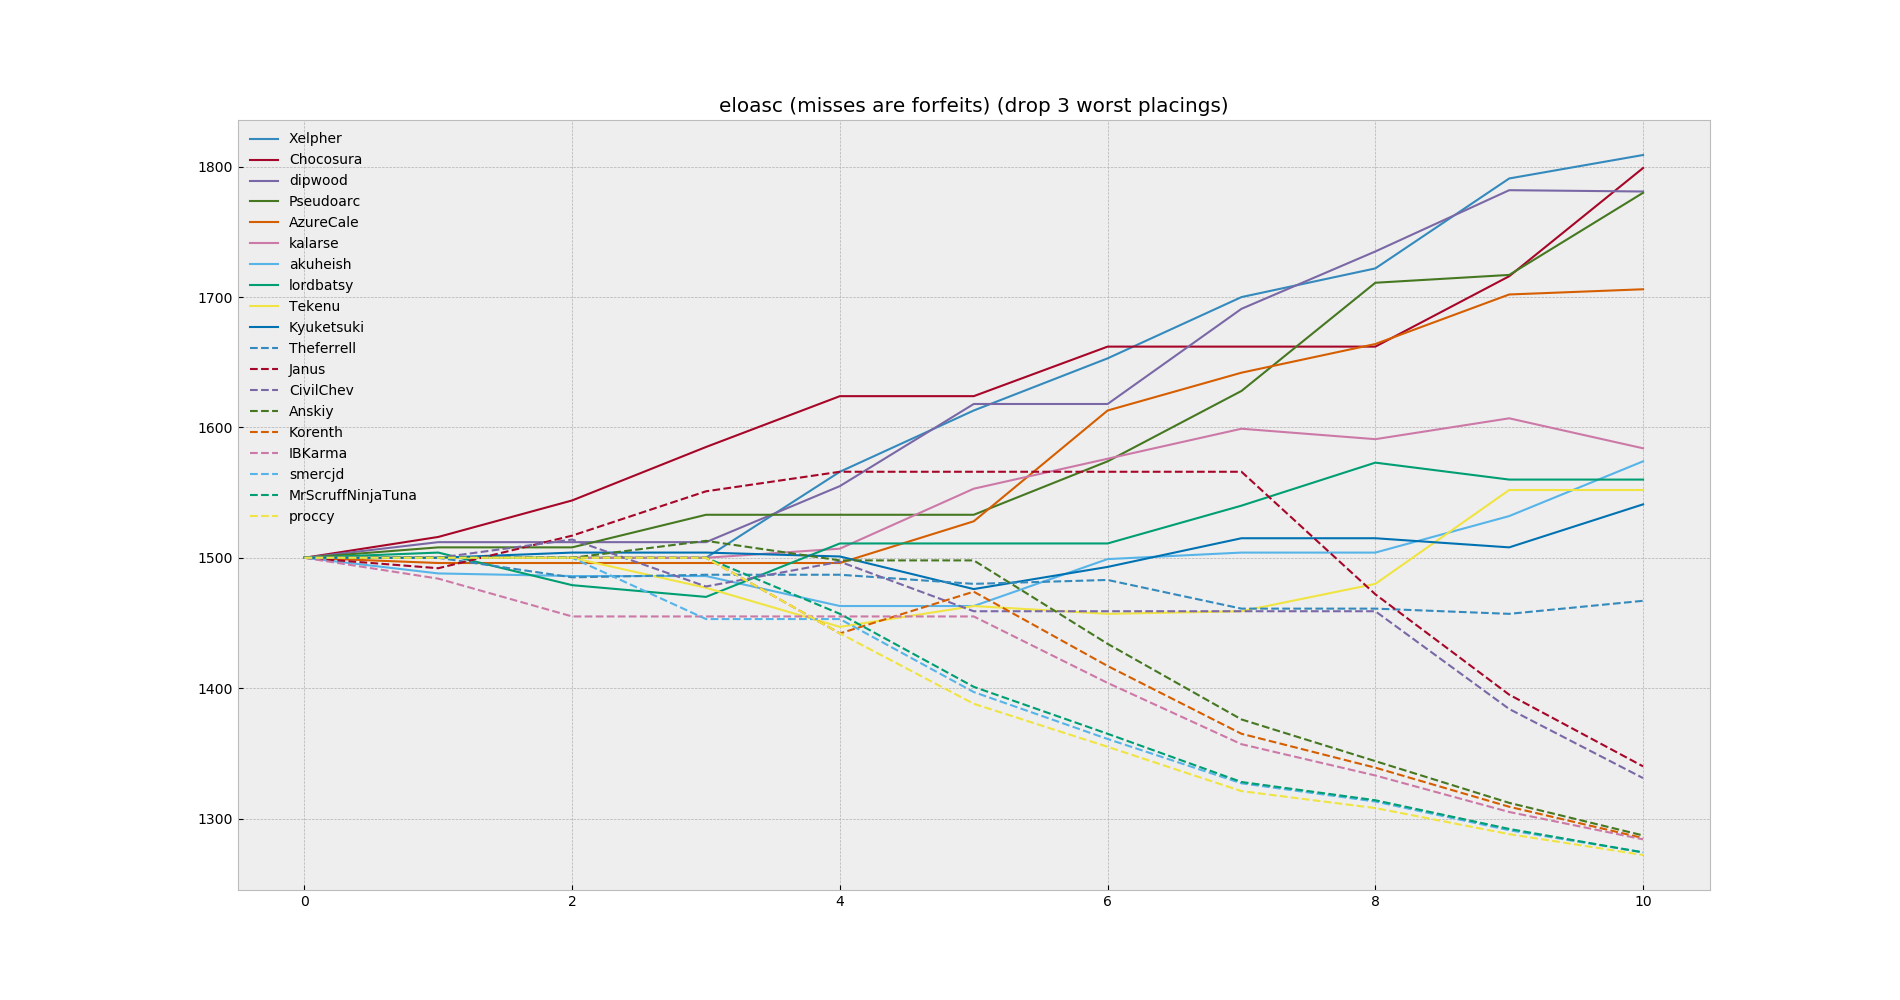 eloasc (misses are forfeits) (drop 3 worst placings)
Xelpher
Chocosura
dipwood
Pseudoarc
AzureCale
kalarse
akuheish
lordbatsy
Tekenu
Kyuketsuki
Theferrell
Janus
CivilChev
Anskiy
Korenth
IBKarma
smercjd
MrScruffNinjaTuna
proccy
1800
1700
1600
1500
1400
1300
0 2 4 6 8 10